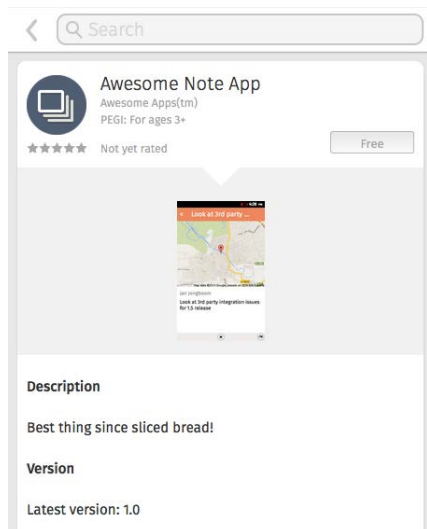 Search
Awesome Note App
Awesome Apps(tm)
PEGI: For ages 3+
Not yet rated
Free
Look at 3rd party ...
jan jongboom
Look at 3rd party integration issues
for 1.5 release
Description
Best thing since sliced bread!
Version
Latest version: 1.0